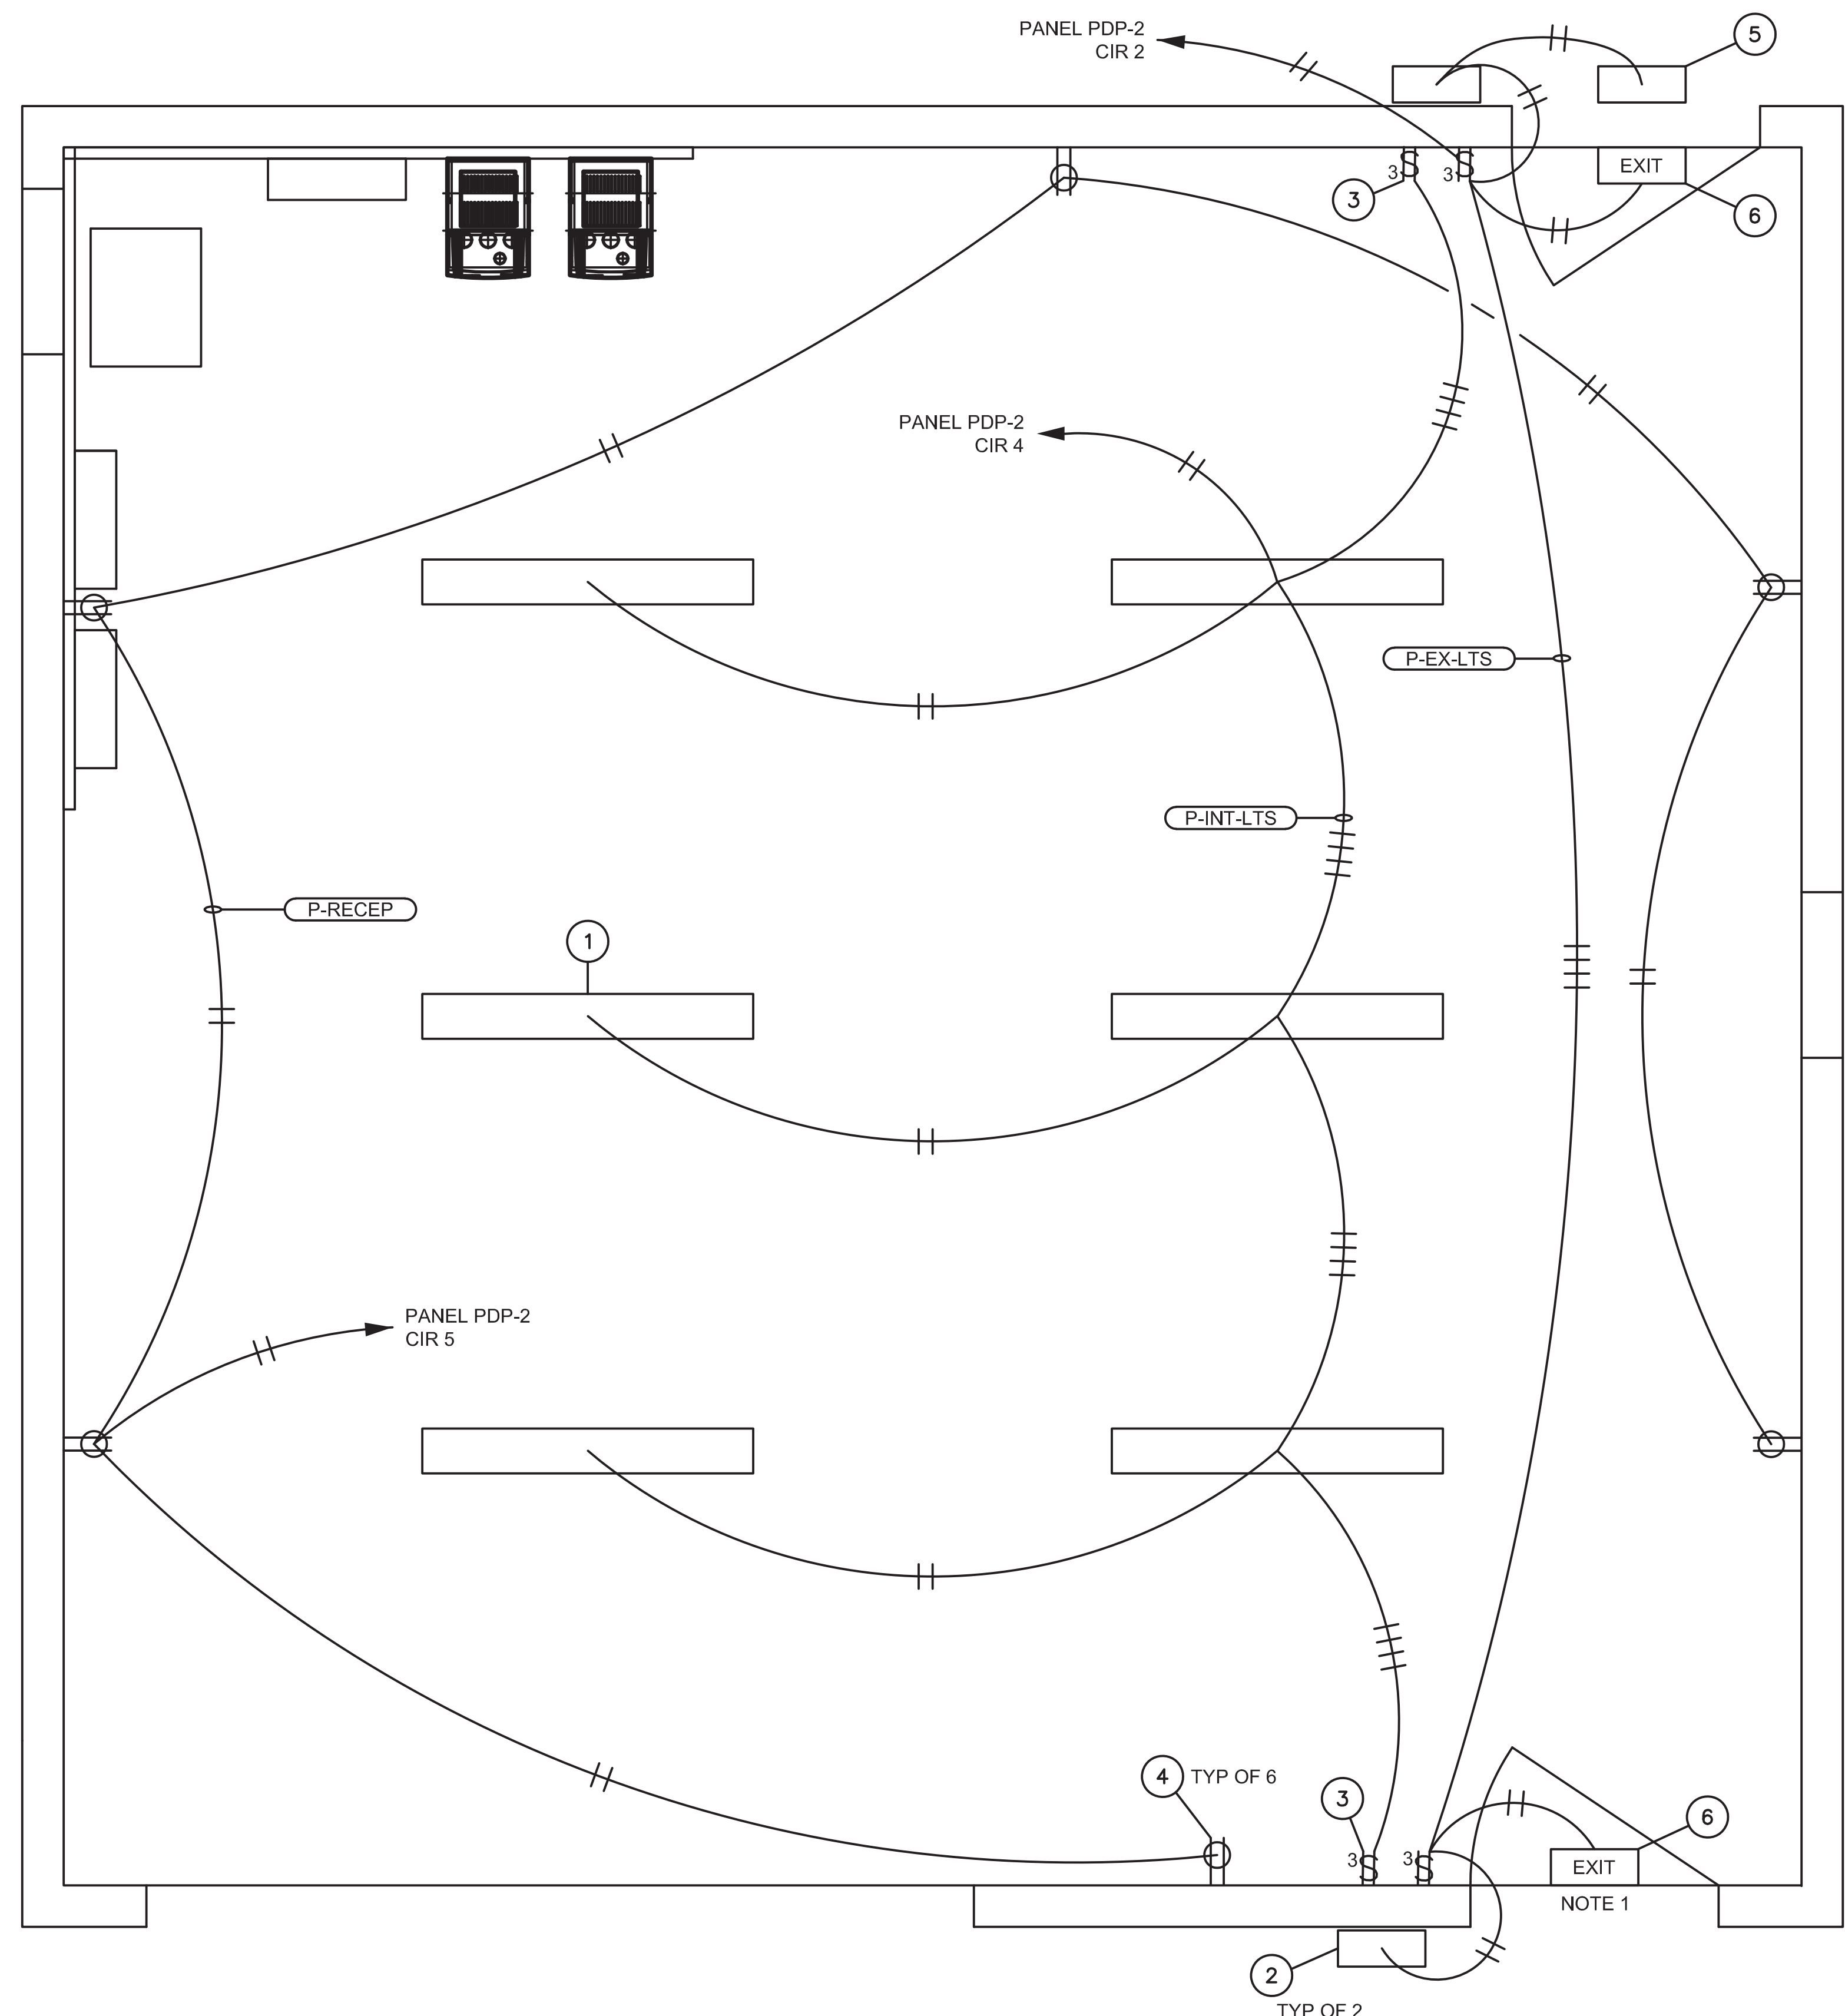 PANEL PDP-2
CIR 2
5
EXIT
3
3
3
6
PANEL PDP-2
CIR 4
P-EX-LTS
P-INT-LTS
P-RECEP
1
PANEL PDP-2
CIR 5
4 TYP OF 6
3
6
3
3
EXIT
NOTE 1
2
TYP OF 2